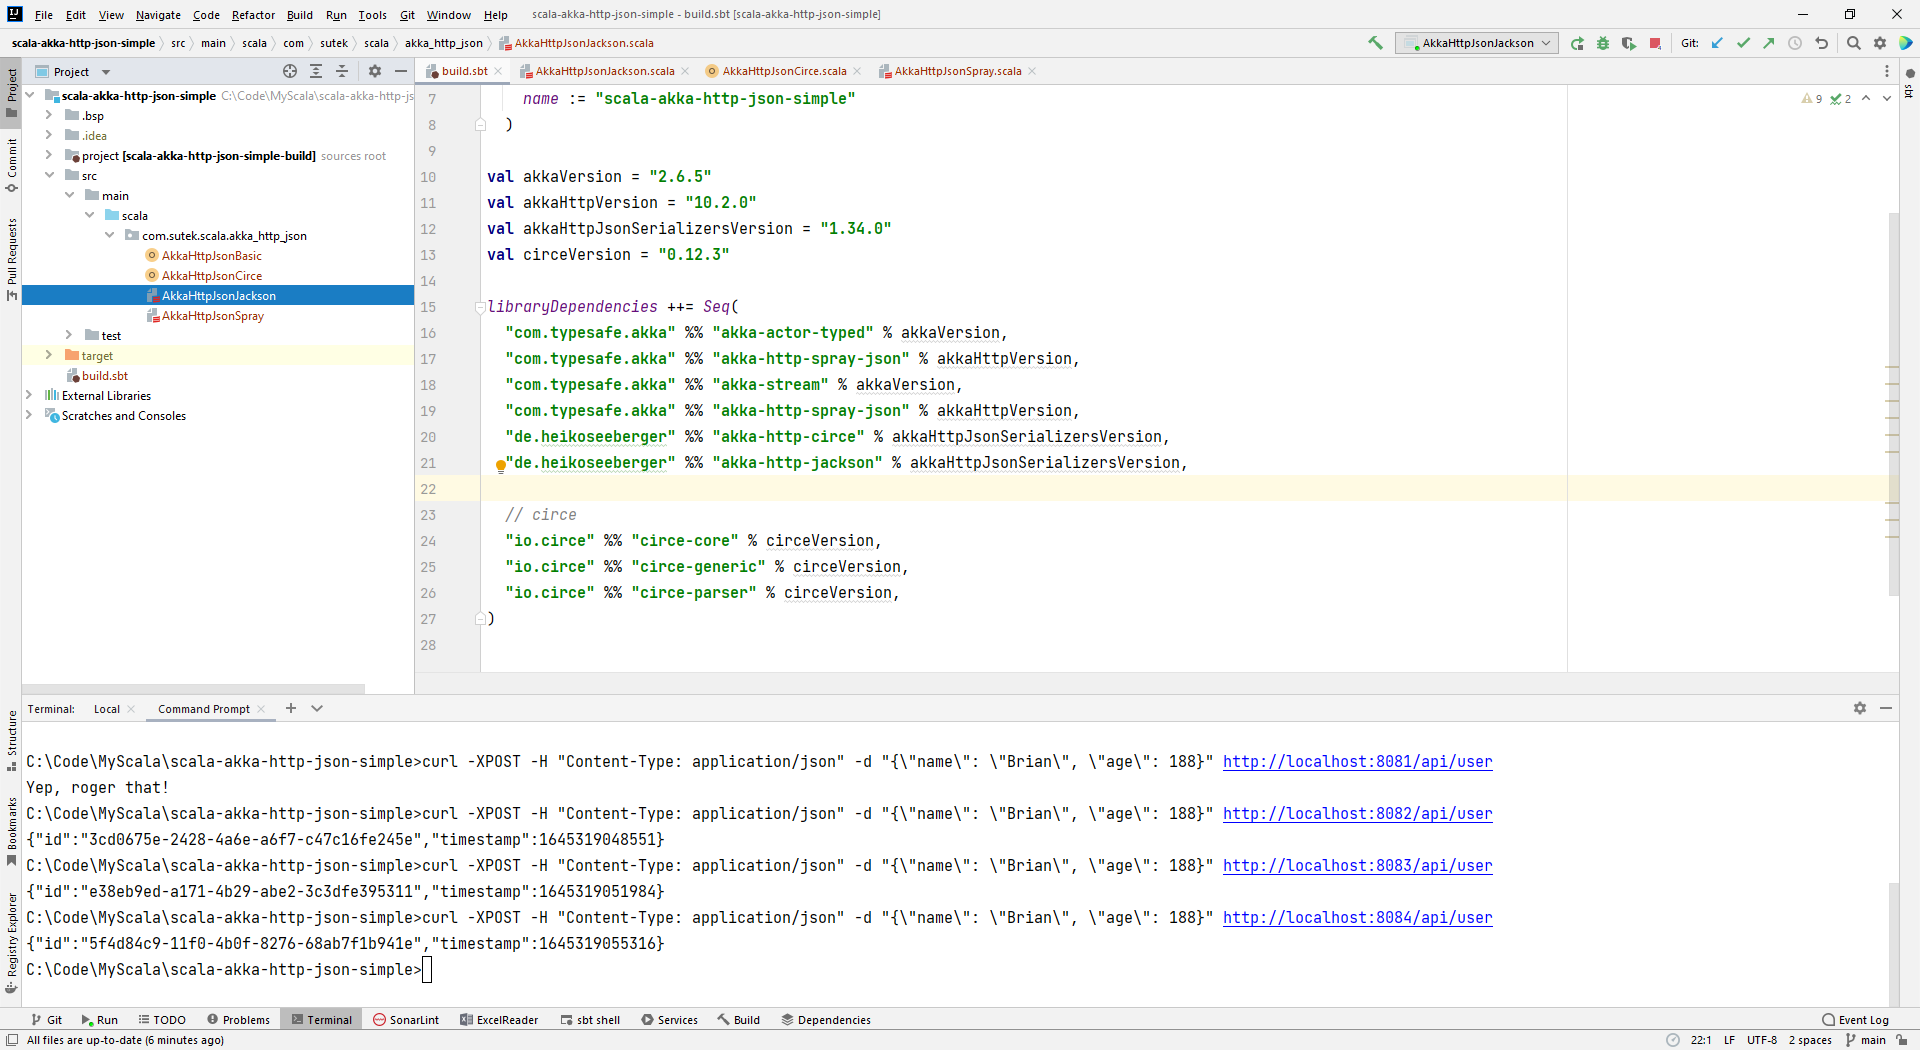 File Edit View Navigate Code Refactor Build Run Tools Git Window Help scala-akka-http-json-simple - build.sbt [scala-akka-http-json-simple]
scala-akka-http-json-simple src main scala com sutek scala akka_http_json AkkaHttpJsonJackson.scala AkkaHttpJsonJackson Git:
Project build.sbt AkkaHttpJsonJackson.scala AkkaHttpJsonCirce.scala AkkaHttpJsonSpray.scala
scala-akka-http-json-simple C:\Code\MyScala\scala-akka-http-js
.bsp
.idea
project [scala-akka-http-json-simple-build] sources root
src
main
scala
com.sutek.scala.akka_http_json
AkkaHttpJsonBasic
AkkaHttpJsonCirce
AkkaHttpJsonJackson
AkkaHttpJsonSpray
test
target
build.sbt
External Libraries
Scratches and Consoles
Project
Commit
Pull Requests
Structure
Bookmarks
Registry Explorer
sbt
9 2
7 name := "scala-akka-http-json-simple"
8 )
9
10 val akkaVersion = "2.6.5"
11 val akkaHttpVersion = "10.2.0"
12 val akkaHttpJsonSerializersVersion = "1.34.0"
13 val circeVersion = "0.12.3"
14
15 libraryDependencies ++= Seq(
16 "com.typesafe.akka" %% "akka-actor-typed" % akkaVersion,
17 "com.typesafe.akka" %% "akka-http-spray-json" % akkaHttpVersion,
18 "com.typesafe.akka" %% "akka-stream" % akkaVersion,
19 "com.typesafe.akka" %% "akka-http-spray-json" % akkaHttpVersion,
20 "de.heikoseeberger" %% "akka-http-circe" % akkaHttpJsonSerializersVersion,
21 "de.heikoseeberger" %% "akka-http-jackson" % akkaHttpJsonSerializersVersion,
22
23 // circe
24 "io.circe" %% "circe-core" % circeVersion,
25 "io.circe" %% "circe-generic" % circeVersion,
26 "io.circe" %% "circe-parser" % circeVersion,
27 )
28
Terminal: Local Command Prompt
C:\Code\MyScala\scala-akka-http-json-simple>curl -XPOST -H "Content-Type: application/json" -d "{\"name\": \"Brian\", \"age\": 188}" http://localhost:8081/api/user
Yep, roger that!
C:\Code\MyScala\scala-akka-http-json-simple>curl -XPOST -H "Content-Type: application/json" -d "{\"name\": \"Brian\", \"age\": 188}" http://localhost:8082/api/user
{"id":"3cd0675e-2428-4a6e-a6f7-c47c16fe245e","timestamp":1645319048551}
C:\Code\MyScala\scala-akka-http-json-simple>curl -XPOST -H "Content-Type: application/json" -d "{\"name\": \"Brian\", \"age\": 188}" http://localhost:8083/api/user
{"id":"e38eb9ed-a171-4b29-abe2-3c3dfe395311","timestamp":1645319051984}
C:\Code\MyScala\scala-akka-http-json-simple>curl -XPOST -H "Content-Type: application/json" -d "{\"name\": \"Brian\", \"age\": 188}" http://localhost:8084/api/user
{"id":"5f4d84c9-11f0-4b0f-8276-68ab7f1b941e","timestamp":1645319055316}
C:\Code\MyScala\scala-akka-http-json-simple>
Git Run TODO Problems Terminal SonarLint ExcelReader sbt shell Services Build Dependencies Event Log
All files are up-to-date (6 minutes ago) 22:1 LF UTF-8 2 spaces main